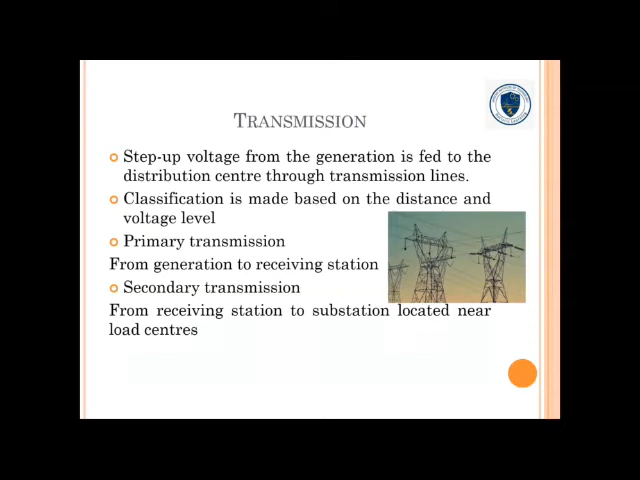 TRANSMISSION
Step-up voltage from the generation is fed to the
distribution centre through transmission lines.
Classification is made based on the distance and
voltage level
Primary transmission
From generation to receiving station
Secondary transmission
From receiving station to substation located near
load centres